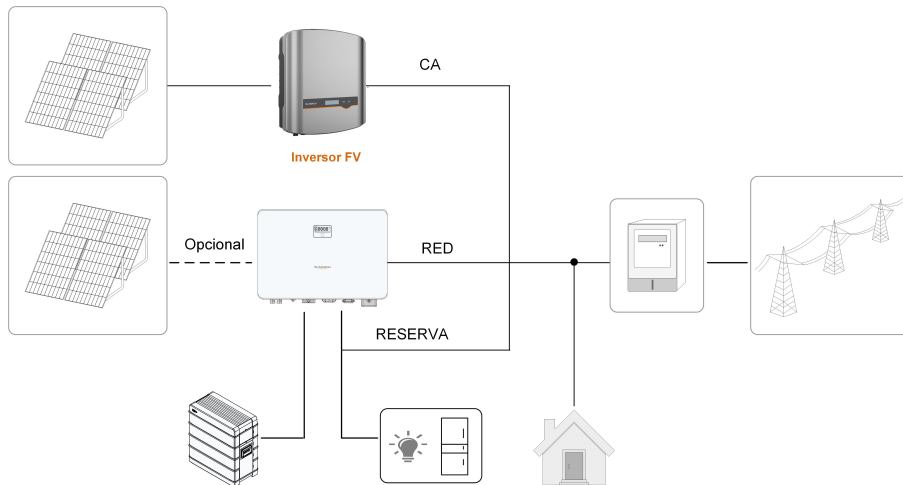 CA
Inversor FV
Opcional
RED
RESERVA